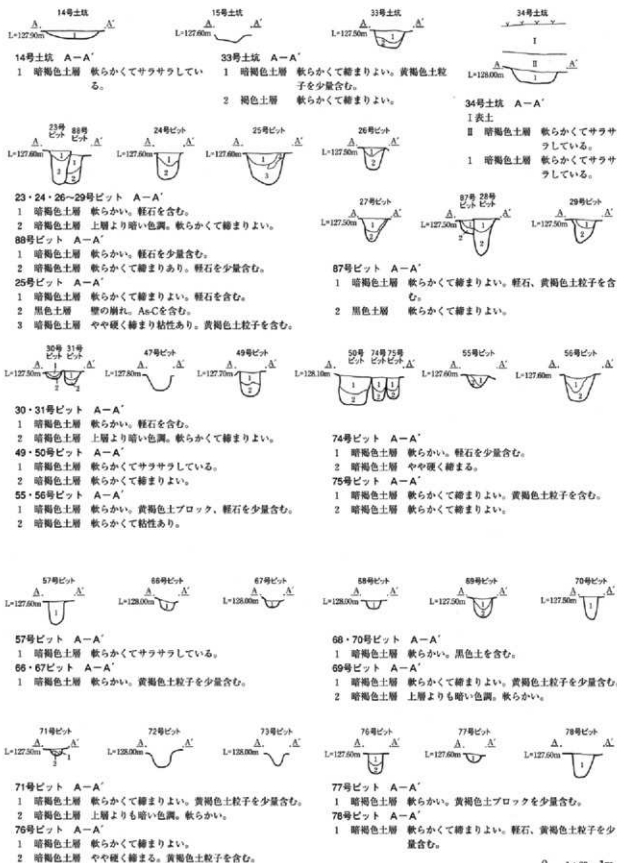 14号土坑
A. .A′
L=127.90m
1
14号土坑 A-A′
1 暗褐色土層 軟らかくてサラサラしてい
る。
15号土坑
A. .A′
L=127.60m
33号土坑
A. .A′
L=127.50m
1
2
33号土坑 A-A′
1 暗褐色土層 軟らかくて締まりよい。黄褐色土粒
子を少量含む。
2 褐色土層 軟らかくて締まりよい。
34号土坑
I
II
A. .A′
L=128.00m
1
34号土坑 A-A′
I 表土
II 暗褐色土層 軟らかくてサラサ
ラしている。
1 暗褐色土層 軟らかくてサラサ
ラしている。
23号ピット 88号ピット
A. .A′
L=127.60m
24号ピット
A. .A′
L=127.60m
25号ピット
A. .A′
L=127.60m
26号ピット
A. .A′
L=127.50m
23・24・26~29号ピット A-A′
1 暗褐色土層 軟らかい。軽石を含む。
2 暗褐色土層 上層より暗い色調。軟らかくて締まりよい。
88号ピット A-A′
1 暗褐色土層 軟らかい。軽石を少量含む。
2 暗褐色土層 軟らかくて締まりあり。軽石を少量含む。
25号ピット A-A′
1 暗褐色土層 軟らかくて締まりよい。軽石を含む。
2 黒色土層 壁の崩れ。As-Cを含む。
3 暗褐色土層 やや硬く締まり粘性あり。黄褐色土粒子を含む。
27号ピット
A. .A′
L=127.50m
87号ピット 28号ピット
A. .A′
L=127.50m
29号ピット
A. .A′
L=127.50m
87号ピット A-A′
1 暗褐色土層 軟らかくて締まりよい。軽石、黄褐色土粒子を含
む。
2 黒色土層 軟らかくて締まりよい。
30号ピット 31号ピット
A. .A′
L=127.50m
47号ピット
A. .A′
L=127.80m
49号ピット
A. .A′
L=127.70m
30・31号ピット A-A′
1 暗褐色土層 軟らかい。軽石を含む。
2 暗褐色土層 上層より暗い色調。軟らかくて締まりよい。
49・50号ピット A-A′
1 暗褐色土層 軟らかくてサラサラしている。
2 暗褐色土層 軟らかくて締まりよい。
55・56号ピット A-A′
1 暗褐色土層 軟らかい。黄褐色土ブロック、軽石を少量含む。
2 暗褐色土層 軟らかくて粘性あり。
50号ピット 74号ピット 75号ピット
A. .A′
L=128.10m
55号ピット
A. .A′
L=127.60m
56号ピット
A. .A′
L=127.60m
74号ピット A-A′
1 暗褐色土層 軟らかい。軽石を少量含む。
2 暗褐色土層 やや硬く締まる。
75号ピット A-A′
1 暗褐色土層 軟らかくて締まりよい。黄褐色土粒子を含む。
2 暗褐色土層 軟らかくて締まりよい。
57号ピット
A. .A′
L=127.60m
66号ピット
A. .A′
L=128.00m
67号ピット
A. .A′
L=128.00m
57号ピット A-A′
1 暗褐色土層 軟らかくてサラサラしている。
66・67ピット A-A′
1 暗褐色土層 軟らかい。黄褐色土粒子を少量含む。
68号ピット
A. .A′
L=128.00m
69号ピット
A. .A′
L=127.50m
70号ピット
A. .A′
L=127.50m
68・70号ピット A-A′
1 暗褐色土層 軟らかい。黒色土を含む。
69号ピット A-A′
1 暗褐色土層 軟らかくて締まりよい。黄褐色土粒子を少量含む。
2 暗褐色土層 上層よりも暗い色調。軟らかい。
71号ピット
A. .A′
L=127.50m
72号ピット
A. .A′
L=128.00m
73号ピット
A. .A′
L=128.00m
71号ピット A-A′
1 暗褐色土層 軟らかくて締まりよい。黄褐色土粒子を少量含む。
2 暗褐色土層 上層よりも暗い色調。軟らかい。
76号ピット A-A′
1 暗褐色土層 軟らかくて締まりよい。
2 暗褐色土層 やや硬く締まる。黄褐色土粒子を含む。
76号ピット
A. .A′
L=127.60m
77号ピット
A. .A′
L=127.60m
78号ピット
A. .A′
L=127.60m
77号ピット A-A′
1 暗褐色土層 軟らかい。黄褐色土ブロックを少量含む。
78号ピット A-A′
1 暗褐色土層 軟らかくて締まりよい。軽石、黄褐色土粒子を少
量含む。